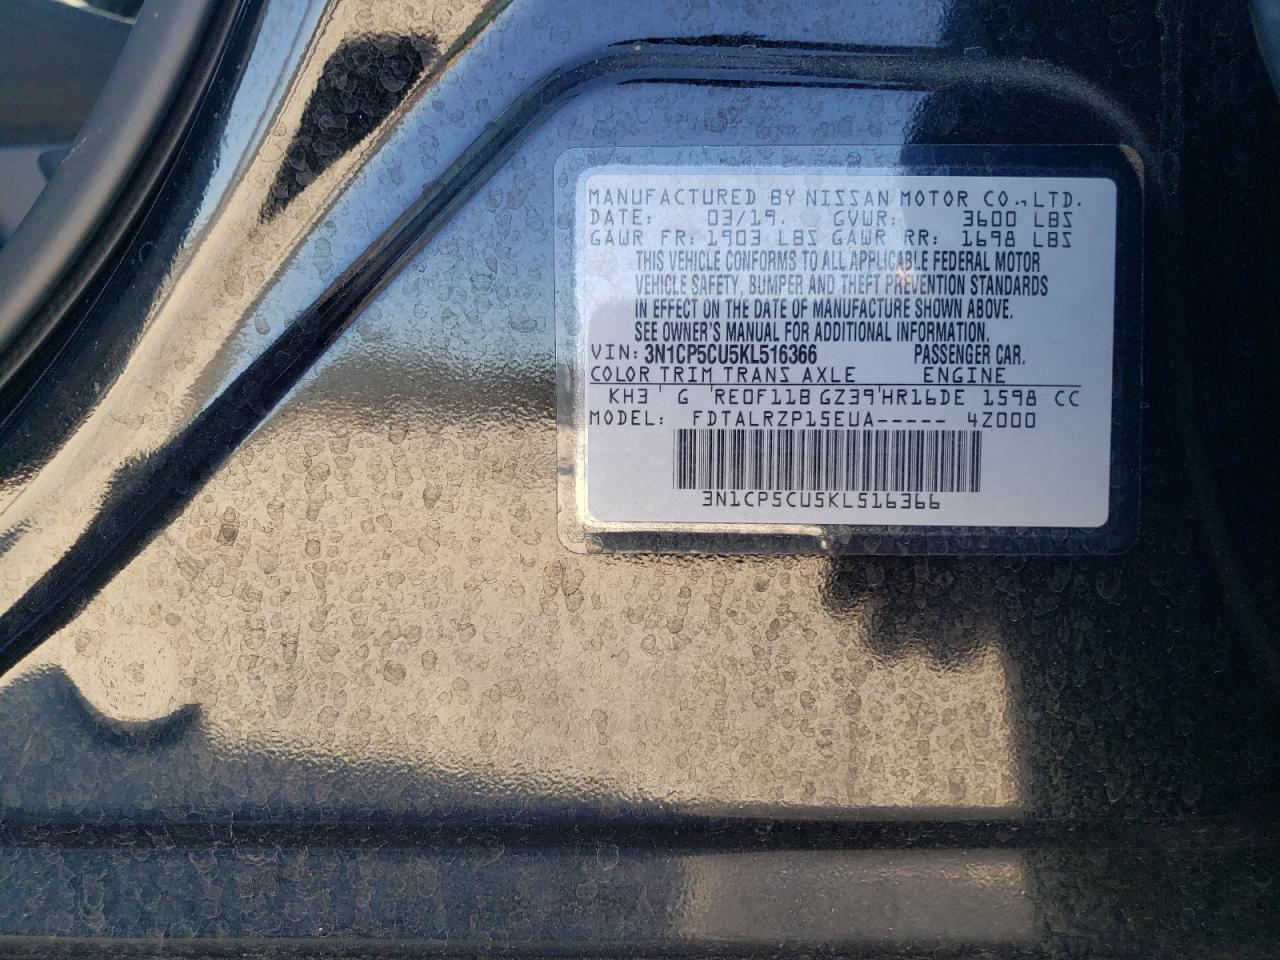 MANUFACTURED BY NISSAN MOTOR CO.,LTD.
DATE: 03/19. GVWR: 3600 LBS
GAWR FR: 1903 LBS GAWR RR: 1698 LBS
THIS VEHICLE CONFORMS TO ALL APPLICABLE FEDERAL MOTOR
VEHICLE SAFETY, BUMPER AND THEFT PREVENTION STANDARDS
IN EFFECT ON THE DATE OF MANUFACTURE SHOWN ABOVE.
SEE OWNER'S MANUAL FOR ADDITIONAL INFORMATION.
VIN: 3N1CP5CU5KL516366 PASSENGER CAR.
COLOR TRIM TRANS AXLE ENGINE
KH3 G RE0F11B GZ39 HR16DE 1598 CC
MODEL: FDTALRZP15EUA----- 4Z000
3N1CP5CU5KL516366